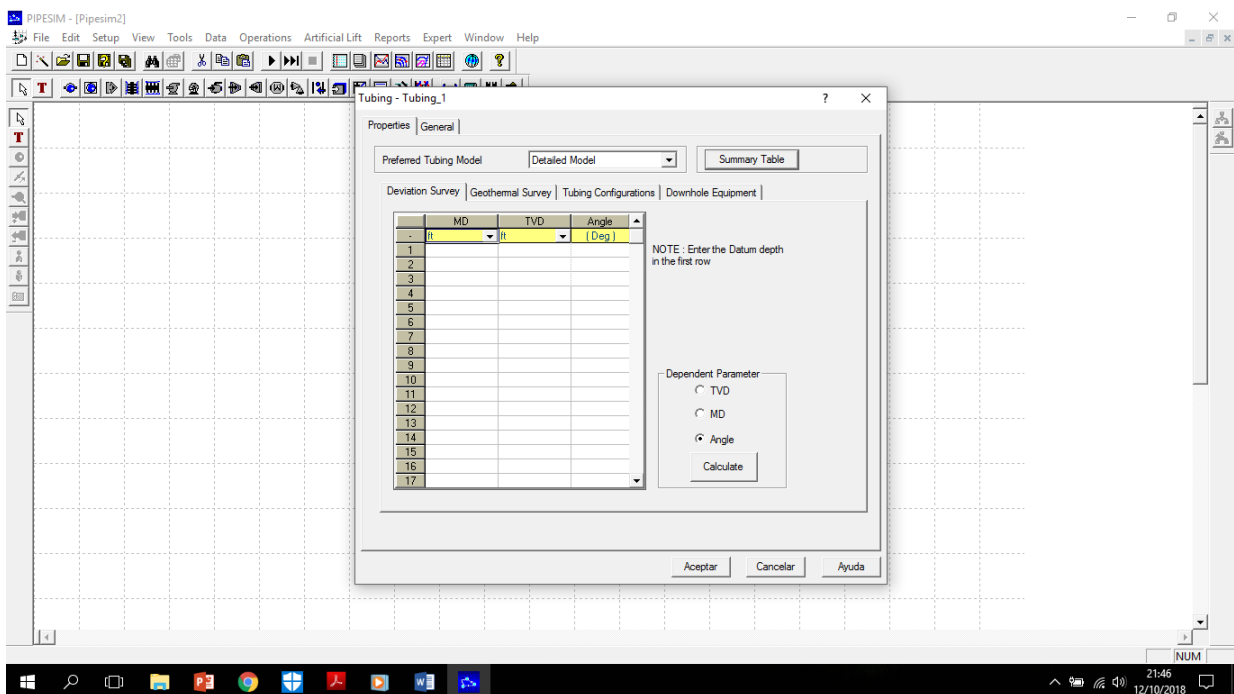 PIPESIM - [Pipesim2]
File Edit Setup View Tools Data Operations Artificial Lift Reports Expert Window Help
T
Tubing - Tubing_1
? ×
Properties General
Preferred Tubing Model Detailed Model Summary Table
Deviation Survey Geothermal Survey Tubing Configurations Downhole Equipment
MD TVD Angle
- ft ft ( Deg )
1
2
3
4
5
6
7
8
9
10
11
12
13
14
15
16
17
NOTE : Enter the Datum depth
in the first row
Dependent Parameter
TVD
MD
Angle
Calculate
Aceptar Cancelar Ayuda
T
NUM
21:46
12/10/2018